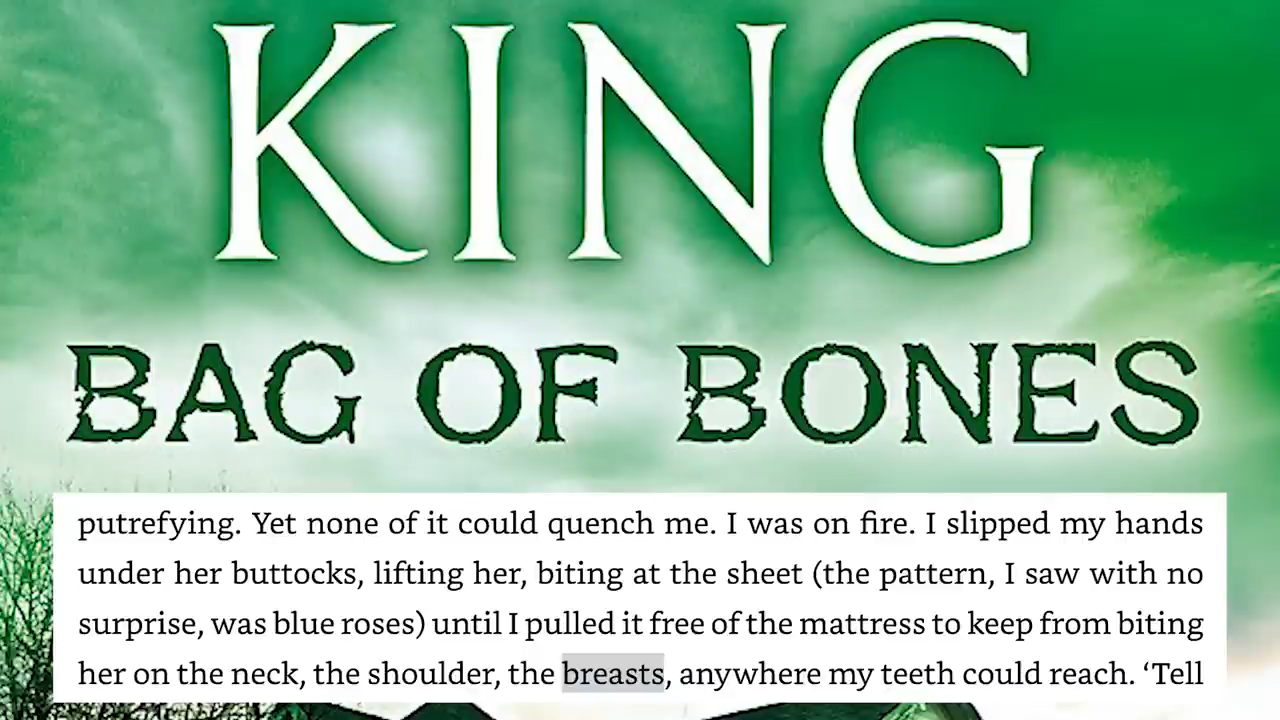 KING
BAG OF BONES
putrefying. Yet none of it could quench me. I was on fire. I slipped my hands
under her buttocks, lifting her, biting at the sheet (the pattern, I saw with no
surprise, was blue roses) until I pulled it free of the mattress to keep from biting
her on the neck, the shoulder, the breasts, anywhere my teeth could reach. ‘Tell